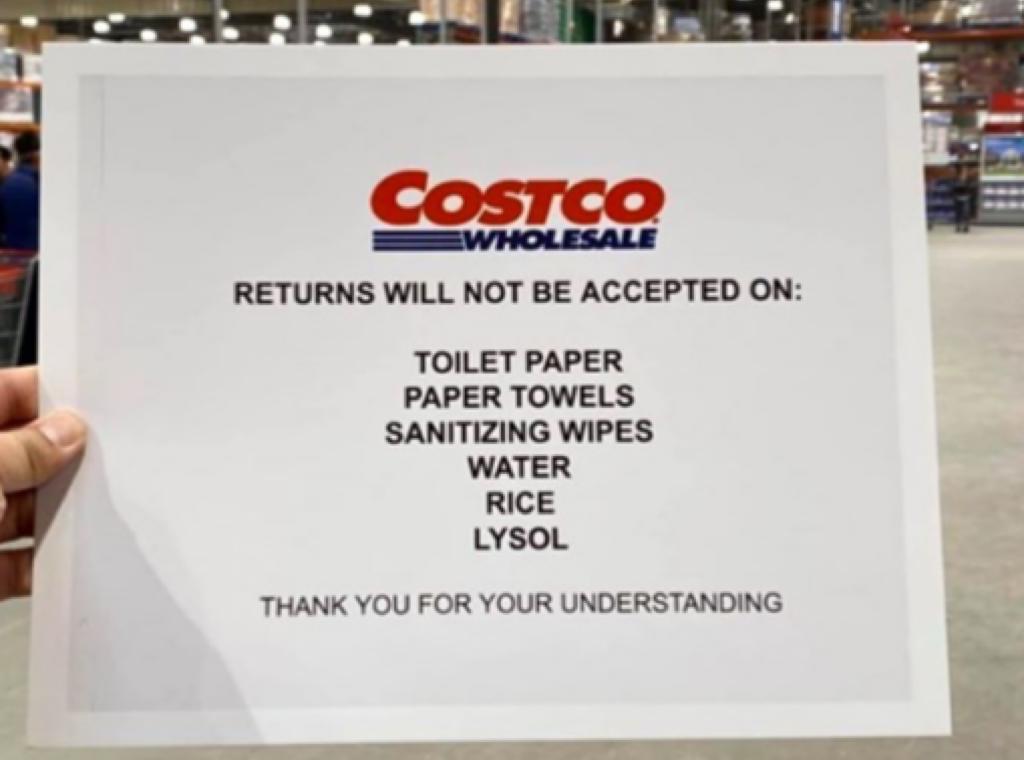 COSTCO
WHOLESALE
RETURNS WILL NOT BE ACCEPTED ON:
TOILET PAPER
PAPER TOWELS
SANITIZING WIPES
WATER
RICE
LYSOL
THANK YOU FOR YOUR UNDERSTANDING